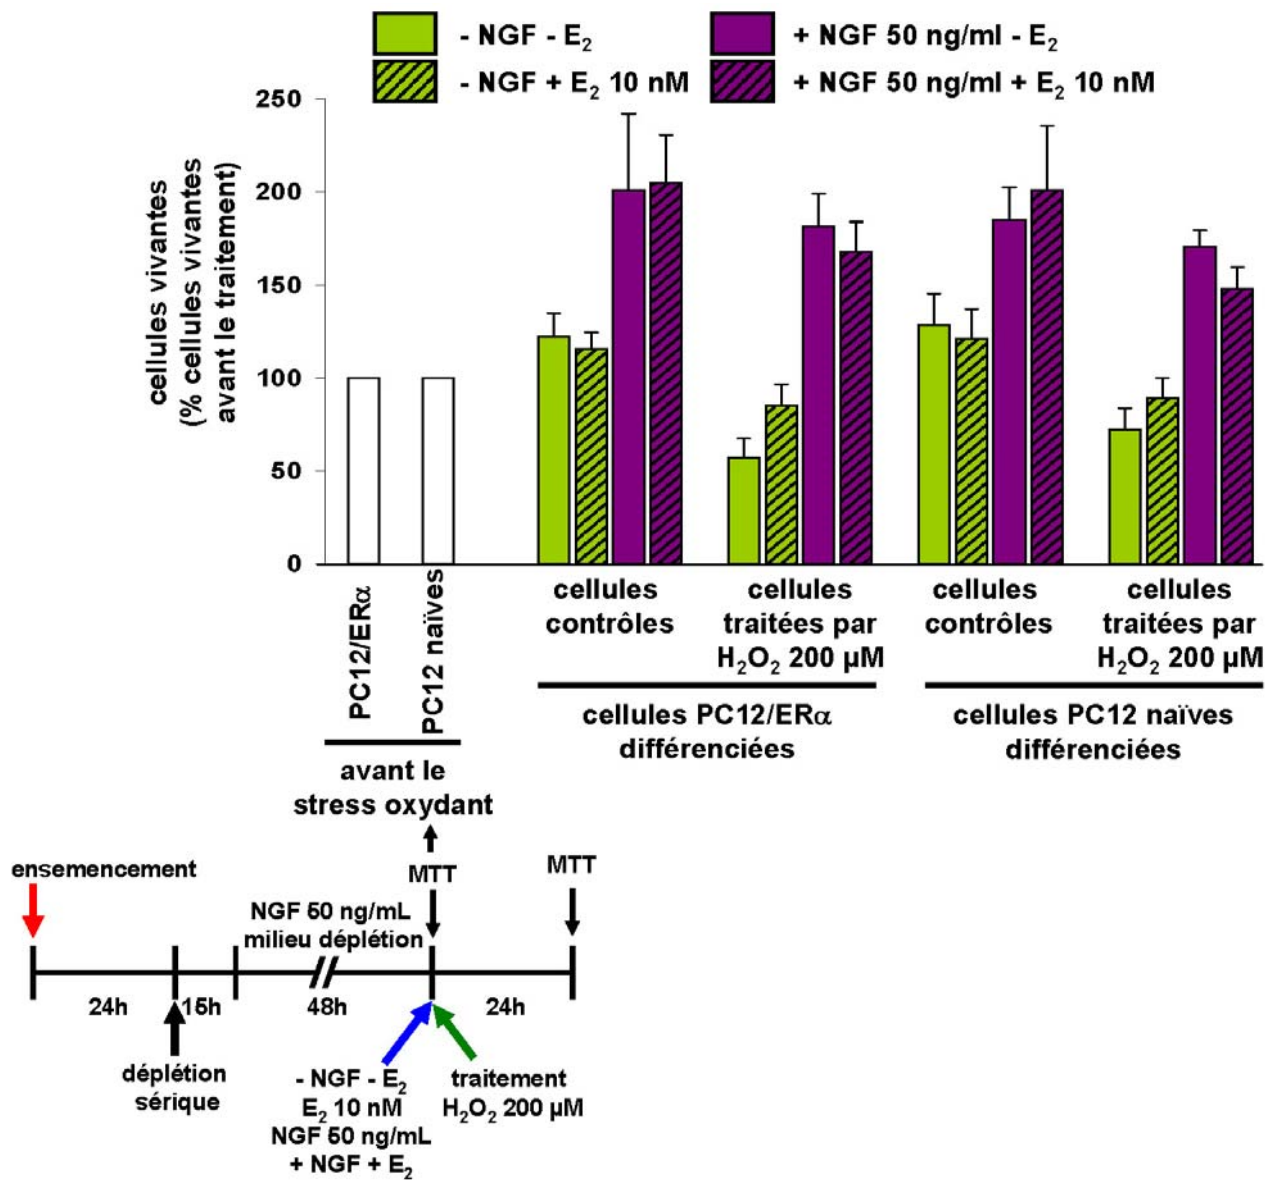 - NGF - E₂
+ NGF 50 ng/ml - E₂
- NGF + E₂ 10 nM
+ NGF 50 ng/ml + E₂ 10 nM
cellules vivantes
(% cellules vivantes
avant le traitement)
250
200
150
100
50
0
PC12/ERα
PC12 naïves
avant le
stress oxydant
cellules
contrôles
cellules
traitées par
H₂O₂ 200 µM
cellules
contrôles
cellules
traitées par
H₂O₂ 200 µM
cellules PC12/ERα
différenciées
cellules PC12 naïves
différenciées
ensemencement
MTT
MTT
NGF 50 ng/mL
milieu déplétion
24h
15h
48h
24h
déplétion
sérique
- NGF - E₂
E₂ 10 nM
NGF 50 ng/mL
+ NGF + E₂
traitement
H₂O₂ 200 µM